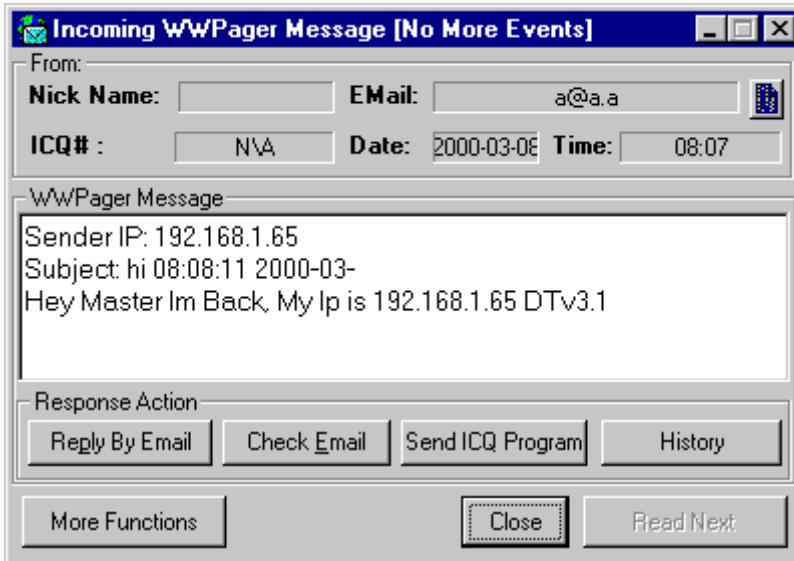 Incoming WWPager Message [No More Events]
From:
Nick Name: EMail: a@a.a
ICQ# : N\A Date: 2000-03-08 Time: 08:07
WWPager Message
Sender IP: 192.168.1.65
Subject: hi 08:08:11 2000-03-
Hey Master Im Back, My Ip is 192.168.1.65 DTv3.1
Response Action
Reply By Email Check Email Send ICQ Program History
More Functions Close Read Next